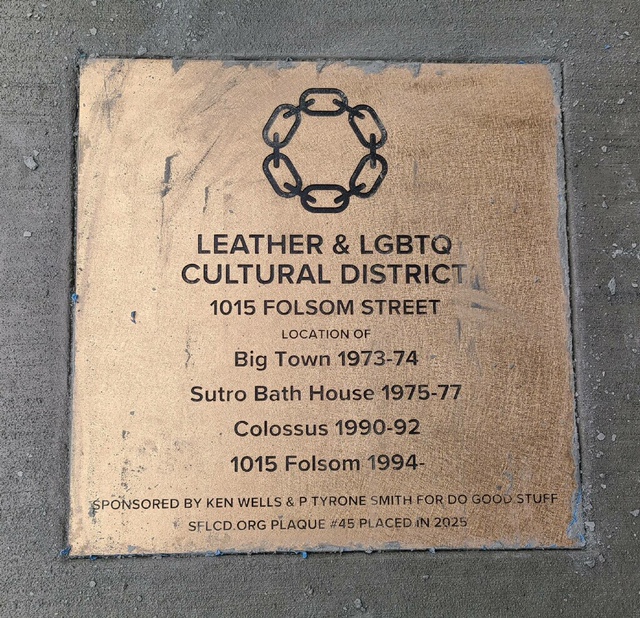 LEATHER & LGBTQ
CULTURAL DISTRICT
1015 FOLSOM STREET
LOCATION OF
Big Town 1973-74
Sutro Bath House 1975-77
Colossus 1990-92
1015 Folsom 1994-
SPONSORED BY KEN WELLS & P TYRONE SMITH FOR DO GOOD STUFF
SFLCD.ORG PLAQUE #45 PLACED IN 2025